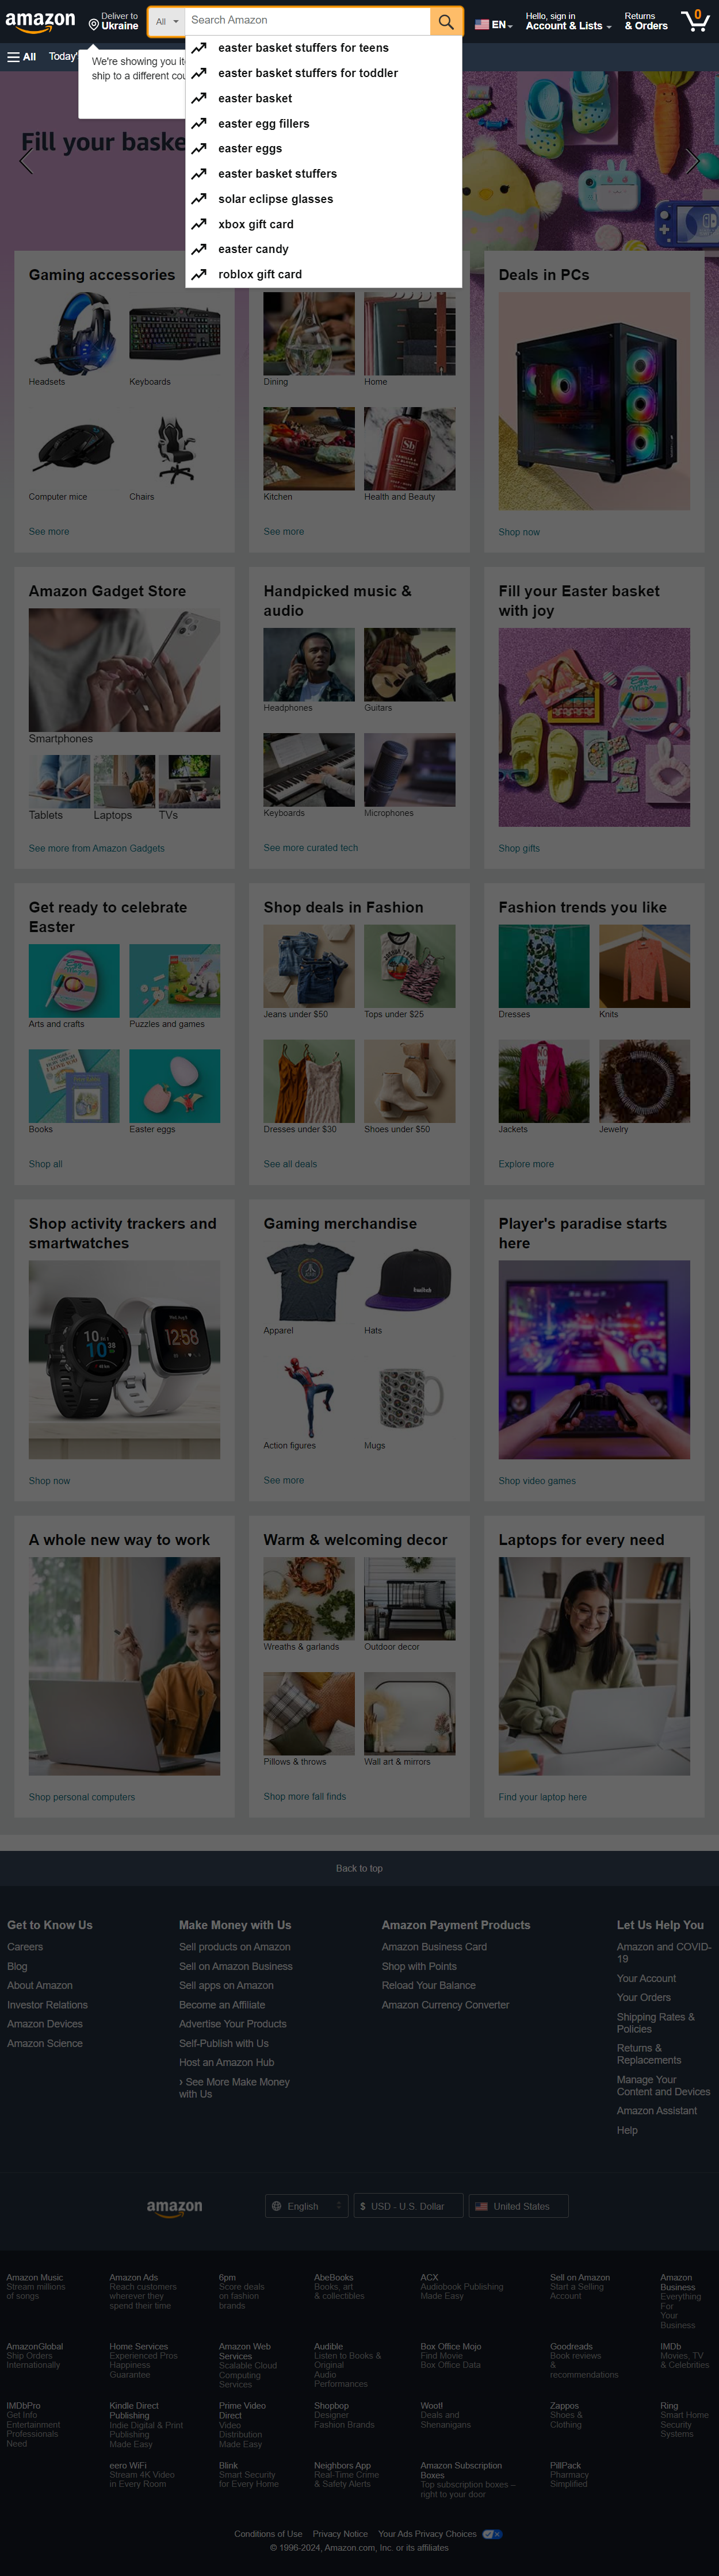 amazon
Deliver to
Ukraine
All
Search Amazon
EN
Hello, sign in
Account & Lists
Returns
& Orders
0
All
Today'
We're showing you it
ship to a different cou
easter basket stuffers for teens
easter basket stuffers for toddler
easter basket
easter egg fillers
easter eggs
easter basket stuffers
solar eclipse glasses
xbox gift card
easter candy
roblox gift card
Fill your baske
Gaming accessories
Headsets
Keyboards
Computer mice
Chairs
See more
Dining
Home
Kitchen
Health and Beauty
See more
Deals in PCs
Shop now
Amazon Gadget Store
Smartphones
Tablets
Laptops
TVs
See more from Amazon Gadgets
Handpicked music &
audio
Headphones
Guitars
Keyboards
Microphones
See more curated tech
Fill your Easter basket
with joy
Shop gifts
Get ready to celebrate
Easter
Arts and crafts
Puzzles and games
Books
Easter eggs
Shop all
Shop deals in Fashion
Jeans under $50
Tops under $25
Dresses under $30
Shoes under $50
See all deals
Fashion trends you like
Dresses
Knits
Jackets
Jewelry
Explore more
Shop activity trackers and
smartwatches
Shop now
Gaming merchandise
Apparel
Hats
Action figures
Mugs
See more
Player's paradise starts
here
Shop video games
A whole new way to work
Shop personal computers
Warm & welcoming decor
Wreaths & garlands
Outdoor decor
Pillows & throws
Wall art & mirrors
Shop more fall finds
Laptops for every need
Find your laptop here
Back to top
Get to Know Us
Careers
Blog
About Amazon
Investor Relations
Amazon Devices
Amazon Science
Make Money with Us
Sell products on Amazon
Sell on Amazon Business
Sell apps on Amazon
Become an Affiliate
Advertise Your Products
Self-Publish with Us
Host an Amazon Hub
› See More Make Money
with Us
Amazon Payment Products
Amazon Business Card
Shop with Points
Reload Your Balance
Amazon Currency Converter
Let Us Help You
Amazon and COVID-
19
Your Account
Your Orders
Shipping Rates &
Policies
Returns &
Replacements
Manage Your
Content and Devices
Amazon Assistant
Help
amazon
English
$ USD - U.S. Dollar
United States
Amazon Music
Stream millions
of songs
Amazon Ads
Reach customers
wherever they
spend their time
6pm
Score deals
on fashion
brands
AbeBooks
Books, art
& collectibles
ACX
Audiobook Publishing
Made Easy
Sell on Amazon
Start a Selling
Account
Amazon
Business
Everything
For
Your
Business
AmazonGlobal
Ship Orders
Internationally
Home Services
Experienced Pros
Happiness
Guarantee
Amazon Web
Services
Scalable Cloud
Computing
Services
Audible
Listen to Books &
Original
Audio
Performances
Box Office Mojo
Find Movie
Box Office Data
Goodreads
Book reviews
&
recommendations
IMDb
Movies, TV
& Celebrities
IMDbPro
Get Info
Entertainment
Professionals
Need
Kindle Direct
Publishing
Indie Digital & Print
Publishing
Made Easy
Prime Video
Direct
Video
Distribution
Made Easy
Shopbop
Designer
Fashion Brands
Woot!
Deals and
Shenanigans
Zappos
Shoes &
Clothing
Ring
Smart Home
Security
Systems
eero WiFi
Stream 4K Video
in Every Room
Blink
Smart Security
for Every Home
Neighbors App
Real-Time Crime
& Safety Alerts
Amazon Subscription
Boxes
Top subscription boxes –
right to your door
PillPack
Pharmacy
Simplified
Conditions of Use
Privacy Notice
Your Ads Privacy Choices
© 1996-2024, Amazon.com, Inc. or its affiliates